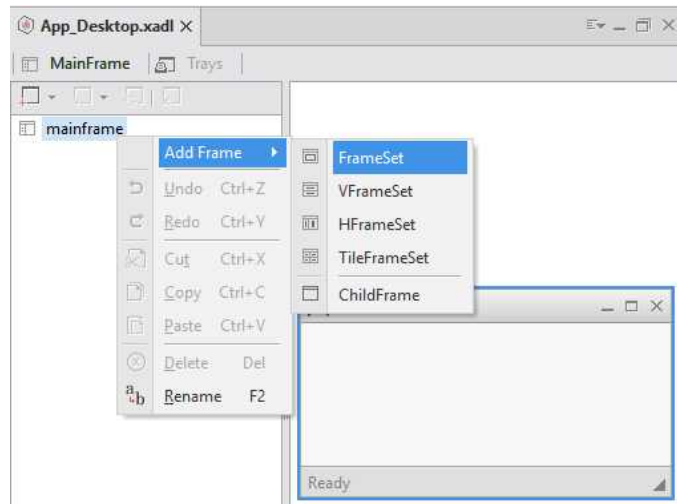 App_Desktop.xadl
MainFrame Trays
mainframe
Add Frame
Undo Ctrl+Z
Redo Ctrl+Y
Cut Ctrl+X
Copy Ctrl+C
Paste Ctrl+V
Delete Del
Rename F2
FrameSet
VFrameSet
HFrameSet
TileFrameSet
ChildFrame
Ready